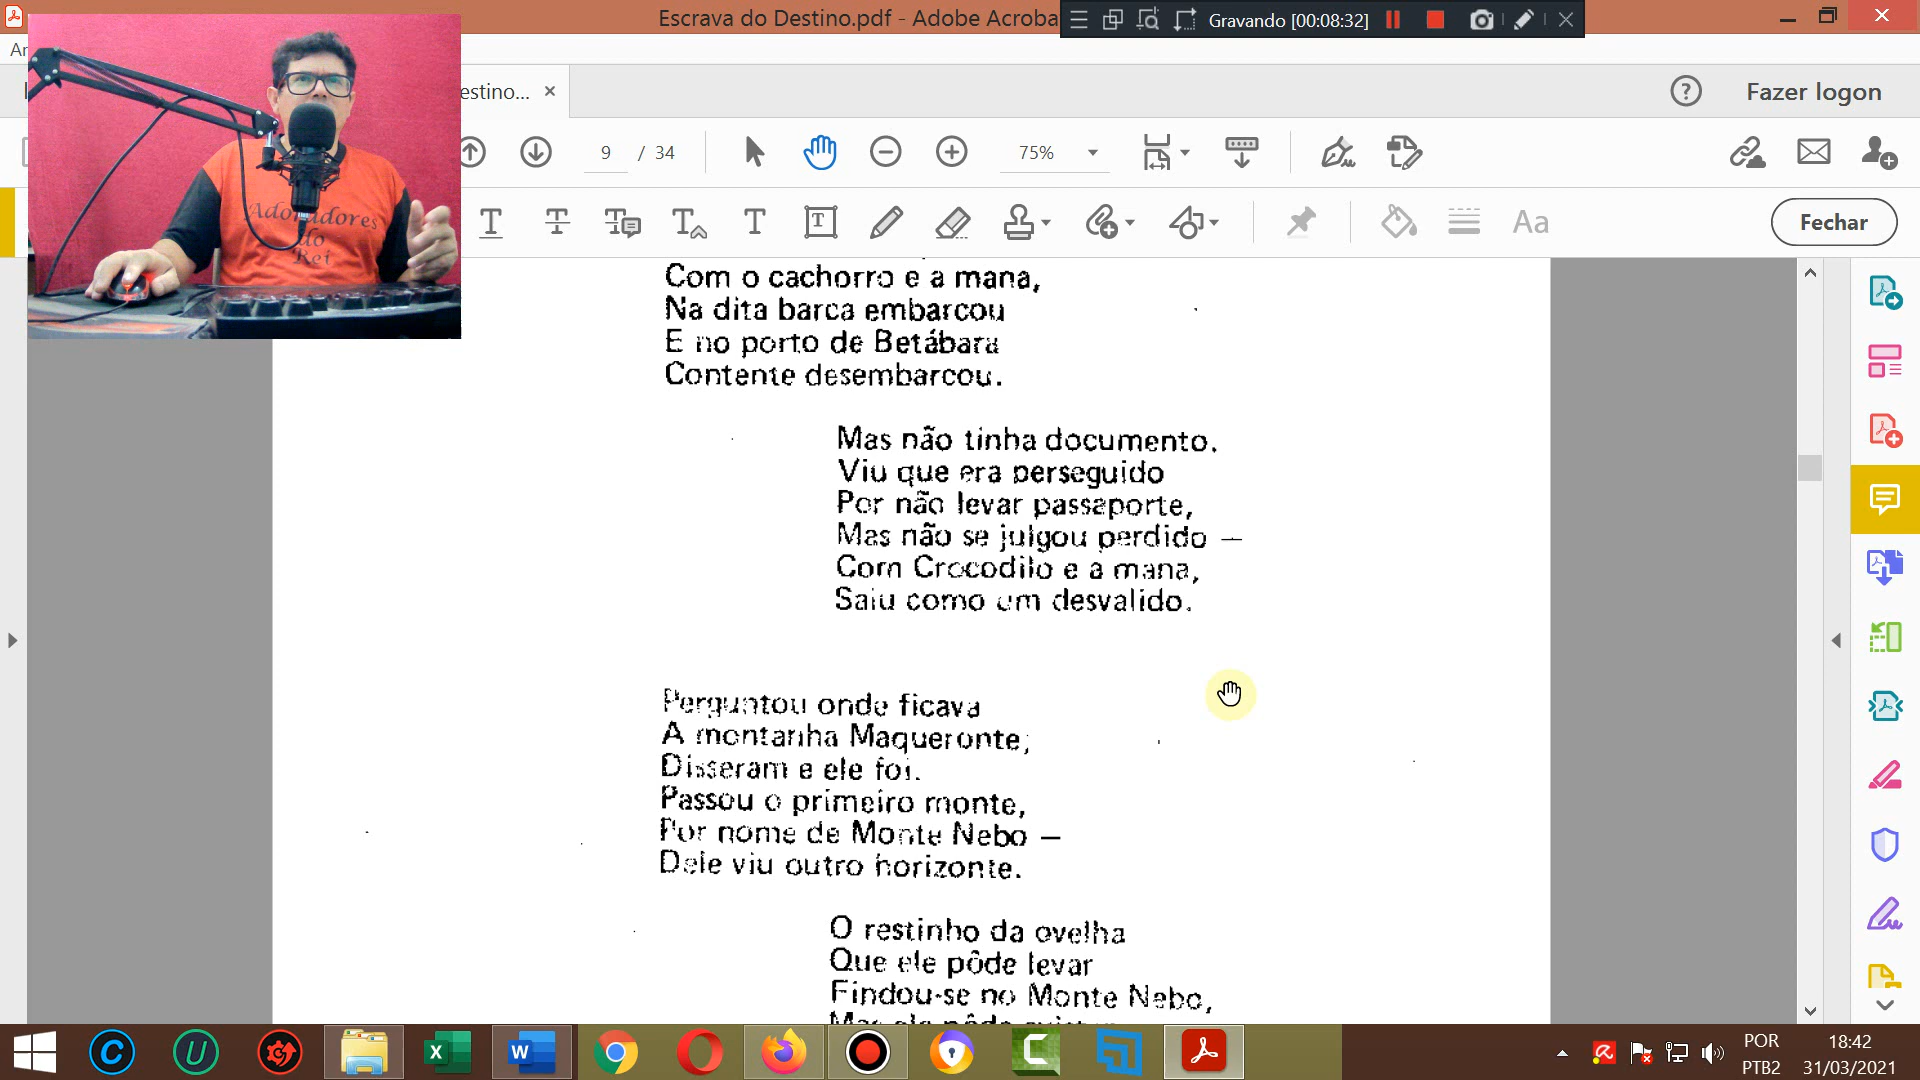 Escrava do Destino.pdf - Adobe Acroba
Gravando [00:08:32]
Ar
estino...
Fazer logon
9 / 34
75%
Aa
Fechar
Adoradores
do
Rei
Com o cachorro e a mana,
Na dita barca embarcou
E no porto de Betábara
Contente desembarcou.
Mas não tinha documento.
Viu que era perseguido
Por não levar passaporte,
Mas não se julgou perdido —
Com Crocodilo e a mana,
Saiu como um desvalido.
Perguntou onde ficava
A montanha Maqueronte;
Disseram e ele foi.
Passou o primeiro monte,
Por nome de Monte Nebo —
Dele viu outro horizonte.
O restinho da ovelha
Que ele pôde levar
Findou-se no Monte Nebo,
Mas ele pôde
POR
PTB2
18:42
31/03/2021